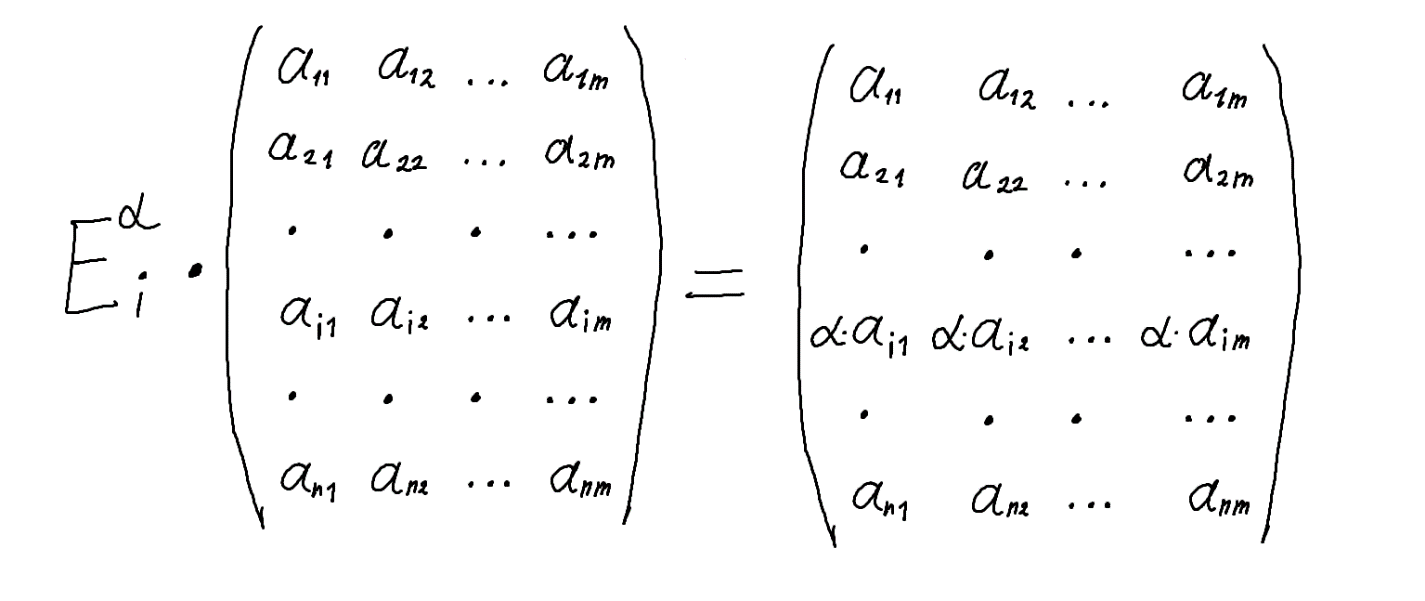 a₁₁ a₁₂ ... a₁ₘ a₁₁ a₁₂ ... a₁ₘ
a₂₁ a₂₂ ... a₂ₘ a₂₁ a₂₂ ... a₂ₘ
. . . ... . . . ...
Eᵢᵅ · aᵢ₁ aᵢ₂ ... aᵢₘ = α·aᵢ₁ α·aᵢ₂ ... α·aᵢₘ
. . . ... . . . ...
aₙ₁ aₙ₂ ... aₙₘ aₙ₁ aₙ₂ ... aₙₘ